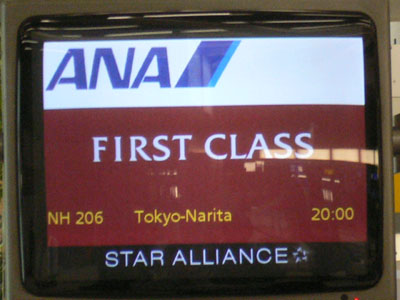 ANA
FIRST CLASS
NH 206 Tokyo-Narita 20:00
STAR ALLIANCE